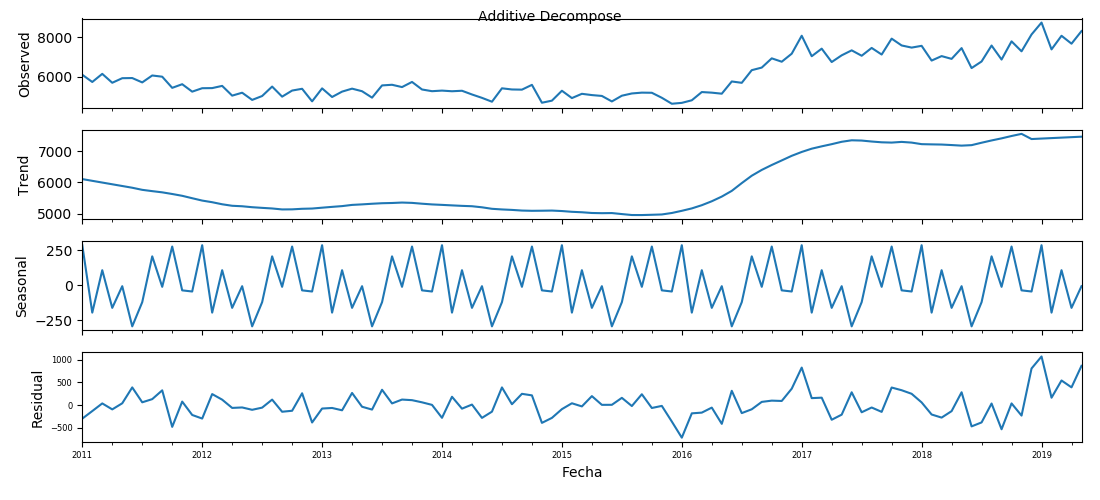 Additive Decompose
Observed
8000
6000
Trend
7000
6000
5000
Seasonal
250
0
−250
Residual
1000
500
0
−500
2011 2012 2013 2014 2015 2016 2017 2018 2019
Fecha